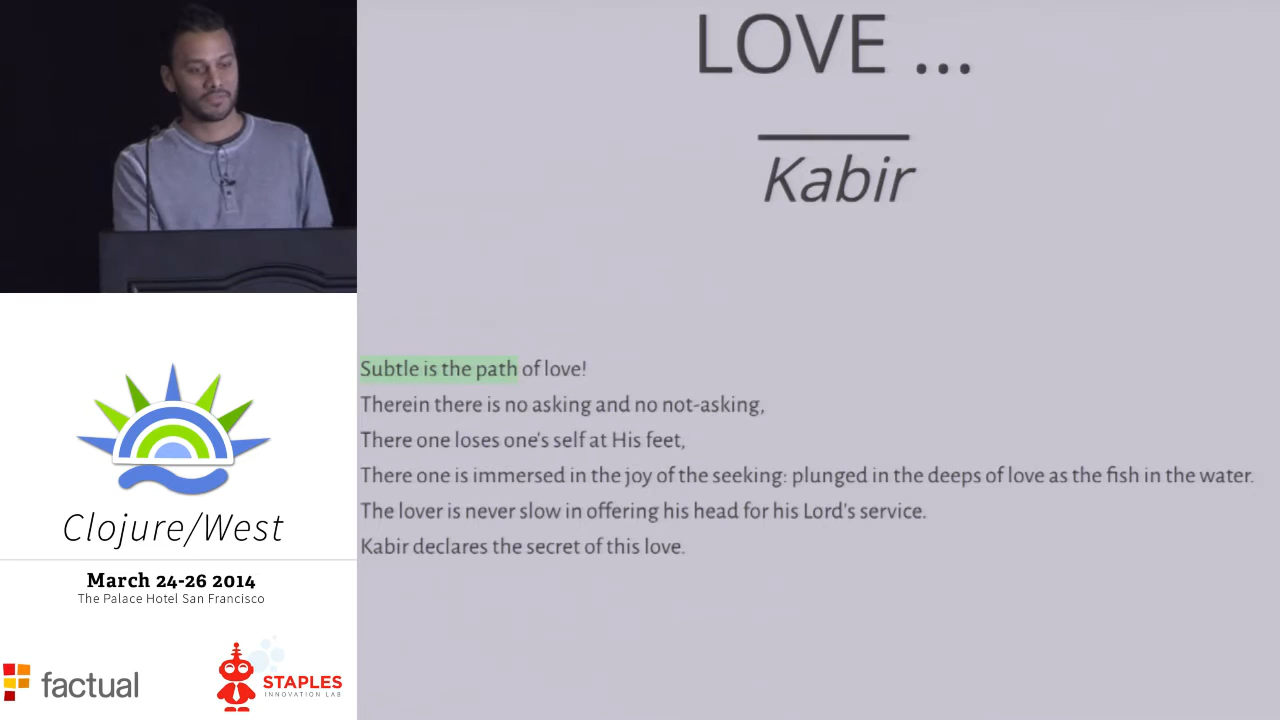 LOVE ...
Kabir
Subtle is the path of love!
Therein there is no asking and no not-asking,
There one loses one's self at His feet,
There one is immersed in the joy of the seeking: plunged in the deeps of love as the fish in the water.
The lover is never slow in offering his head for his Lord's service.
Kabir declares the secret of this love.
Clojure/West
March 24-26 2014
The Palace Hotel San Francisco
factual
STAPLES
INNOVATION LAB